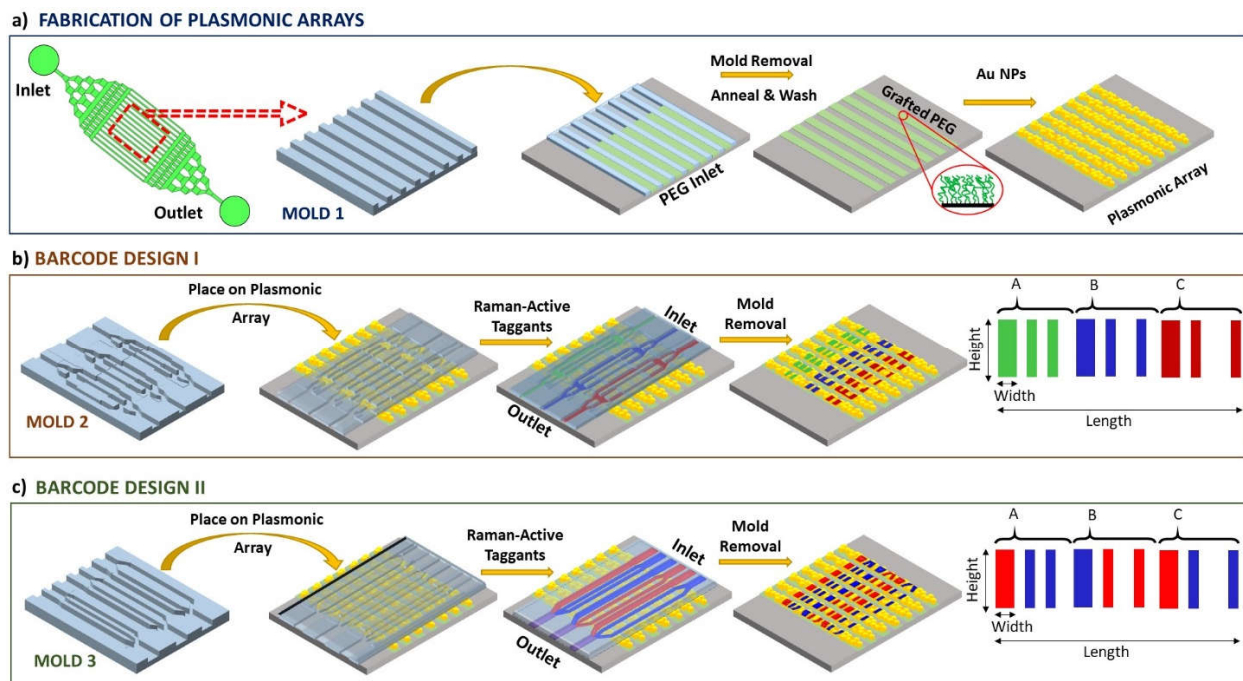 a) FABRICATION OF PLASMONIC ARRAYS
Inlet
Outlet
MOLD 1
PEG Inlet
Mold Removal
Anneal & Wash
Grafted PEG
Au NPs
Plasmonic Array
b) BARCODE DESIGN I
MOLD 2
Place on Plasmonic
Array
Raman-Active
Taggants
Inlet
Outlet
Mold
Removal
A
B
C
Height
Width
Length
c) BARCODE DESIGN II
MOLD 3
Place on Plasmonic
Array
Raman-Active
Taggants
Inlet
Outlet
Mold
Removal
A
B
C
Height
Width
Length